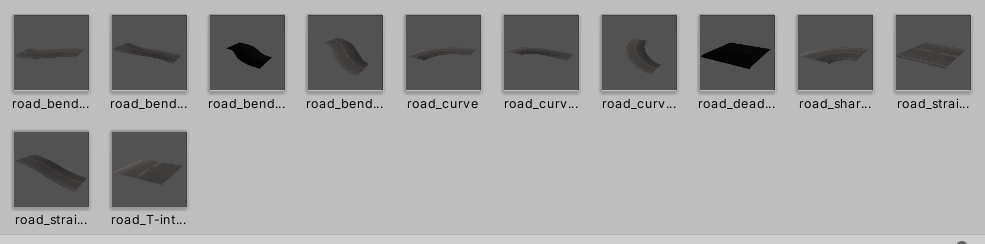 road_bend...
road_bend...
road_bend...
road_bend...
road_curve
road_curv...
road_curv...
road_dead...
road_shar...
road_strai...
road_strai...
road_T-int...